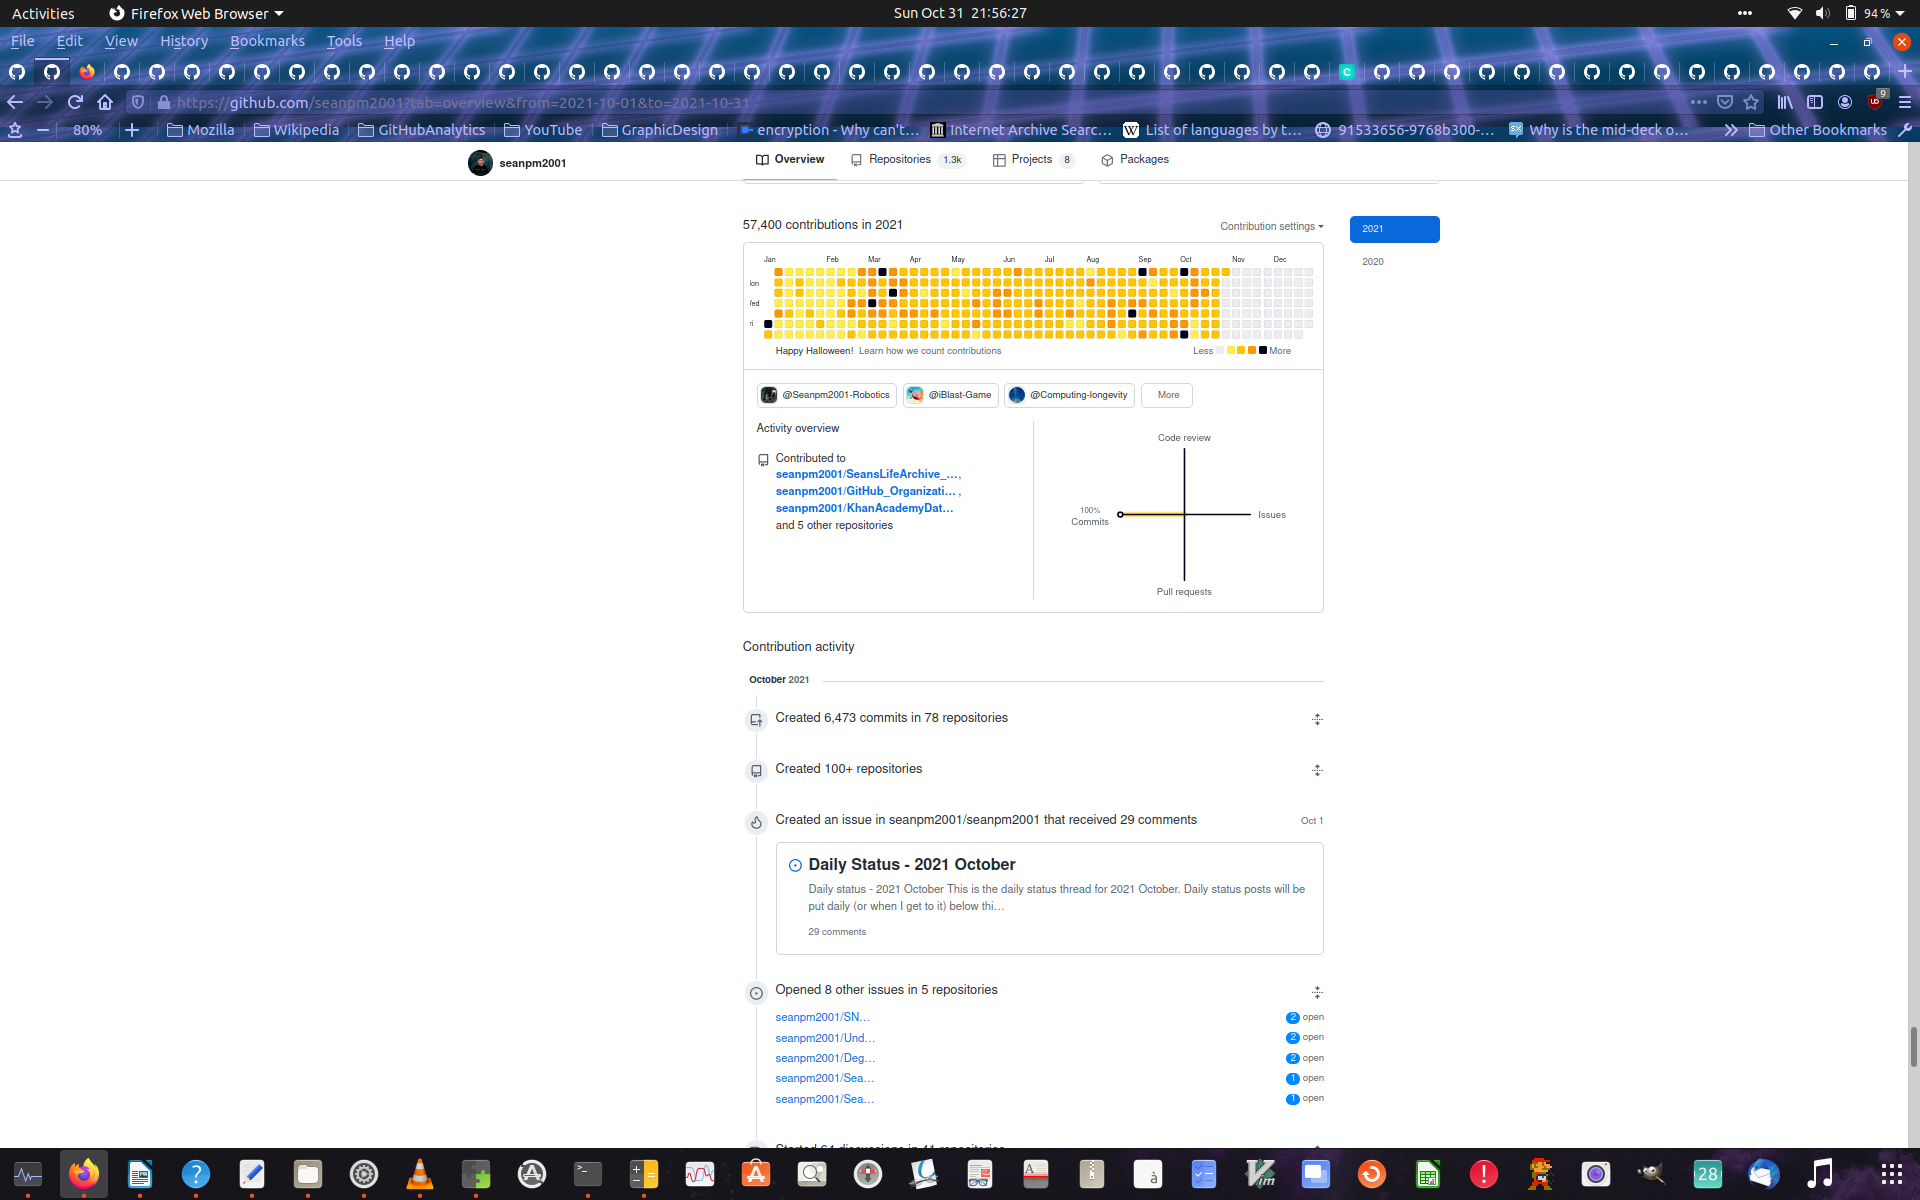 Activities
Firefox Web Browser
Sun Oct 31 21:56:27
94 %
File Edit View History Bookmarks Tools Help
https://github.com/seanpm2001?tab=overview&from=2021-10-01&to=2021-10-31
9
80%
Mozilla
Wikipedia
GitHubAnalytics
YouTube
GraphicDesign
encryption - Why can't...
Internet Archive Searc...
List of languages by t...
91533656-9768b300-...
Why is the mid-deck o...
Other Bookmarks
seanpm2001
Overview
Repositories 1.3k
Projects 8
Packages
57,400 contributions in 2021
Contribution settings
2021
2020
Jan Feb Mar Apr May Jun Jul Aug Sep Oct Nov Dec
Happy Halloween! Learn how we count contributions
Less More
@Seanpm2001-Robotics
@iBlast-Game
@Computing-longevity
More
Activity overview
Contributed to
seanpm2001/SeansLifeArchive_…,
seanpm2001/GitHub_Organizati… ,
seanpm2001/KhanAcademyDat…
and 5 other repositories
Code review
100%
Commits
Issues
Pull requests
Contribution activity
October 2021
Created 6,473 commits in 78 repositories
Created 100+ repositories
Created an issue in seanpm2001/seanpm2001 that received 29 comments
Oct 1
Daily Status - 2021 October
Daily status - 2021 October This is the daily status thread for 2021 October. Daily status posts will be
put daily (or when I get to it) below thi…
29 comments
Opened 8 other issues in 5 repositories
seanpm2001/SN… 2 open
seanpm2001/Und… 2 open
seanpm2001/Deg… 2 open
seanpm2001/Sea… 1 open
seanpm2001/Sea… 1 open
28